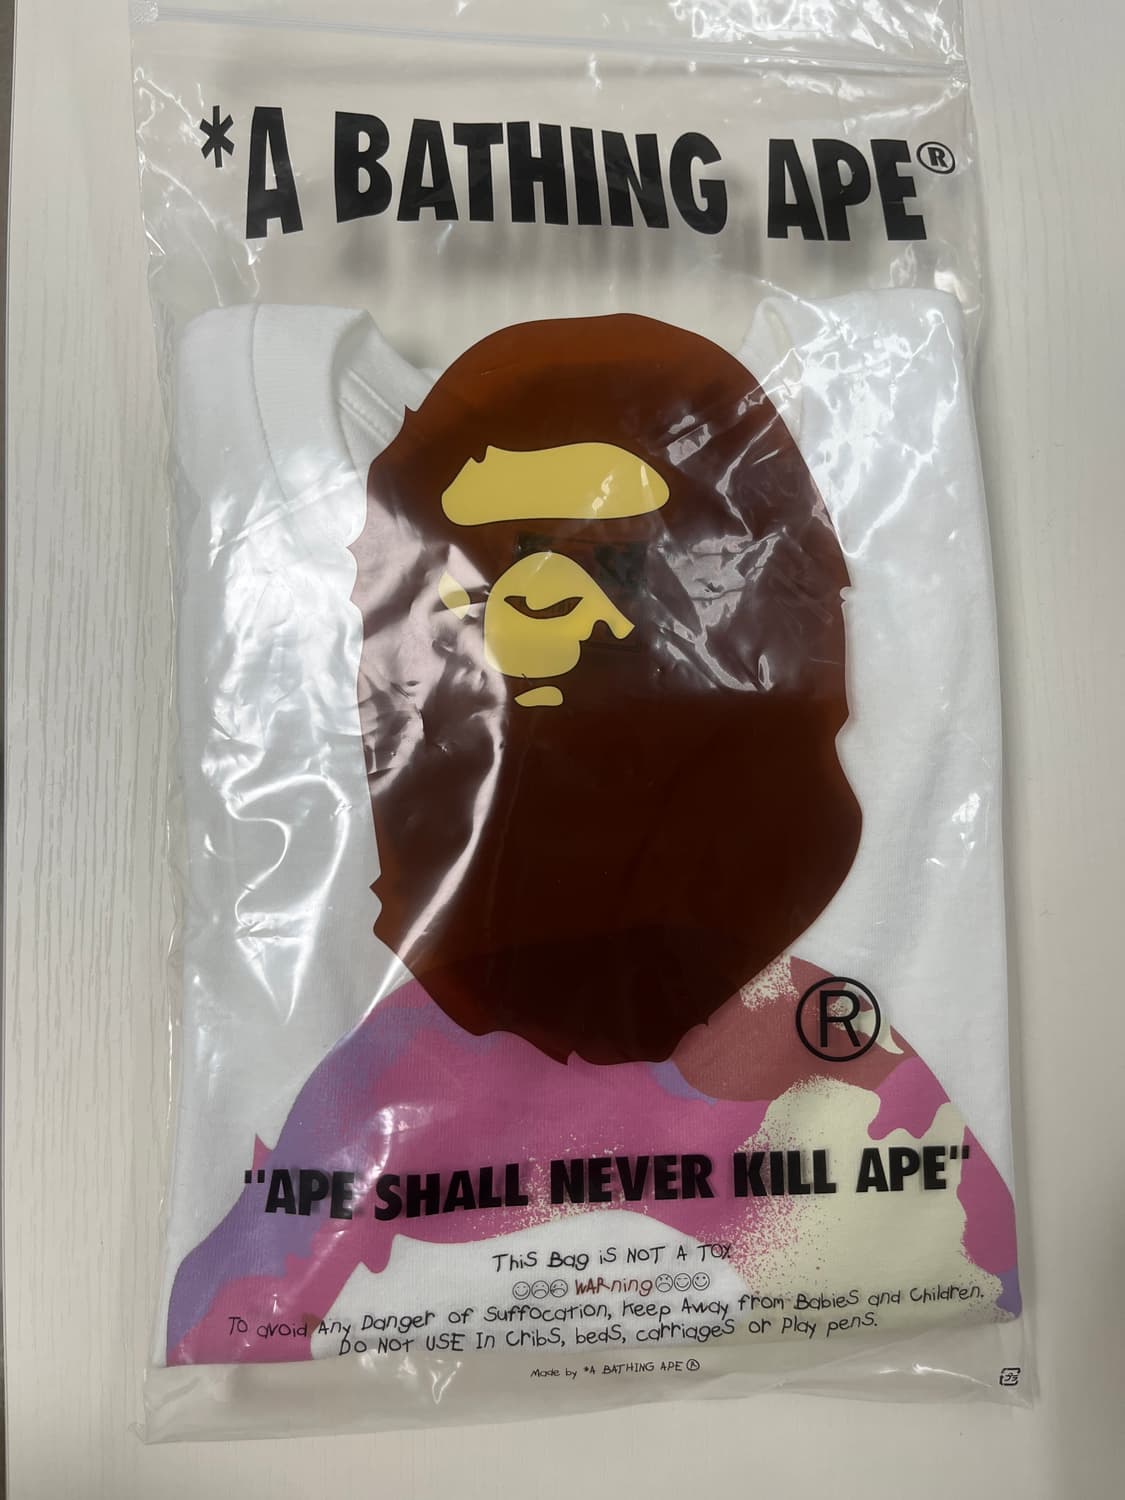 *A BATHING APE®
®
"APE SHALL NEVER KILL APE"
This Bag iS NOT A TOY.
WARning
To avoid Any Danger of Suffocation, Keep Away from Babies and Children.
DO NOT USE In CribS, bedS, carriageS or Play penS.
Made by *A BATHING APE®
プラ